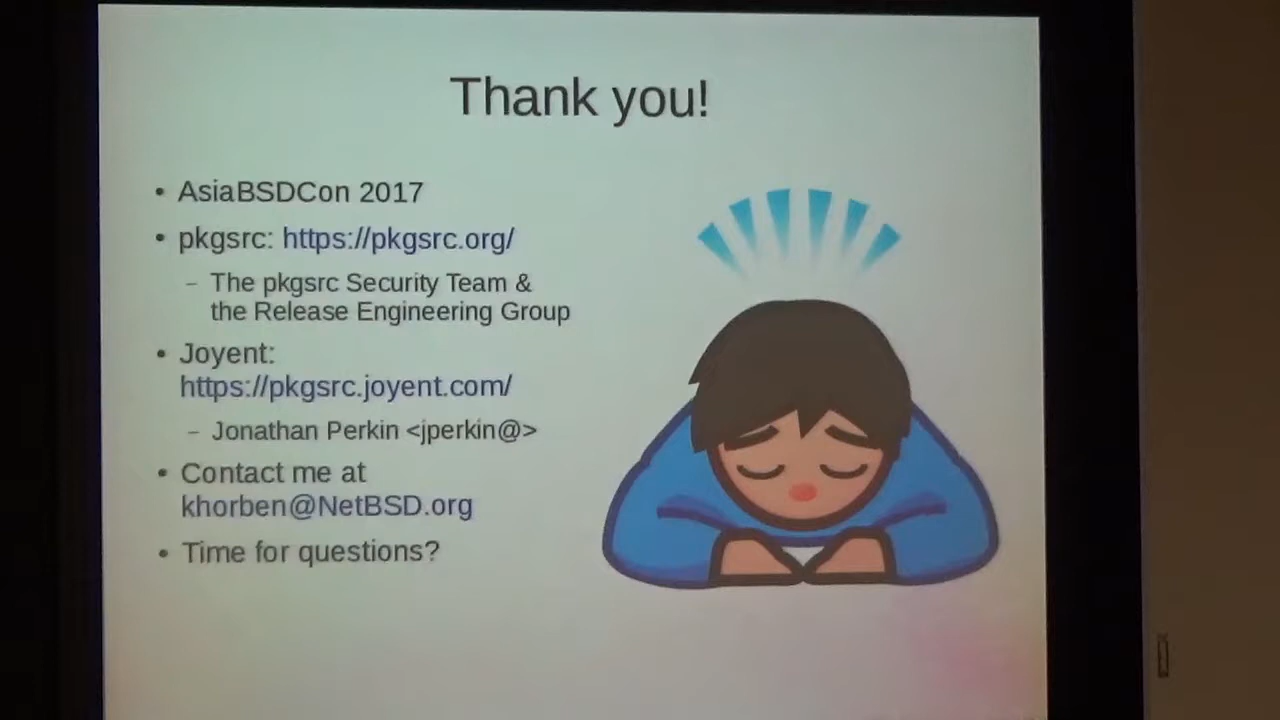 Thank you!
• AsiaBSDCon 2017
• pkgsrc: https://pkgsrc.org/
– The pkgsrc Security Team &
the Release Engineering Group
• Joyent:
https://pkgsrc.joyent.com/
– Jonathan Perkin <jperkin@>
• Contact me at
khorben@NetBSD.org
• Time for questions?